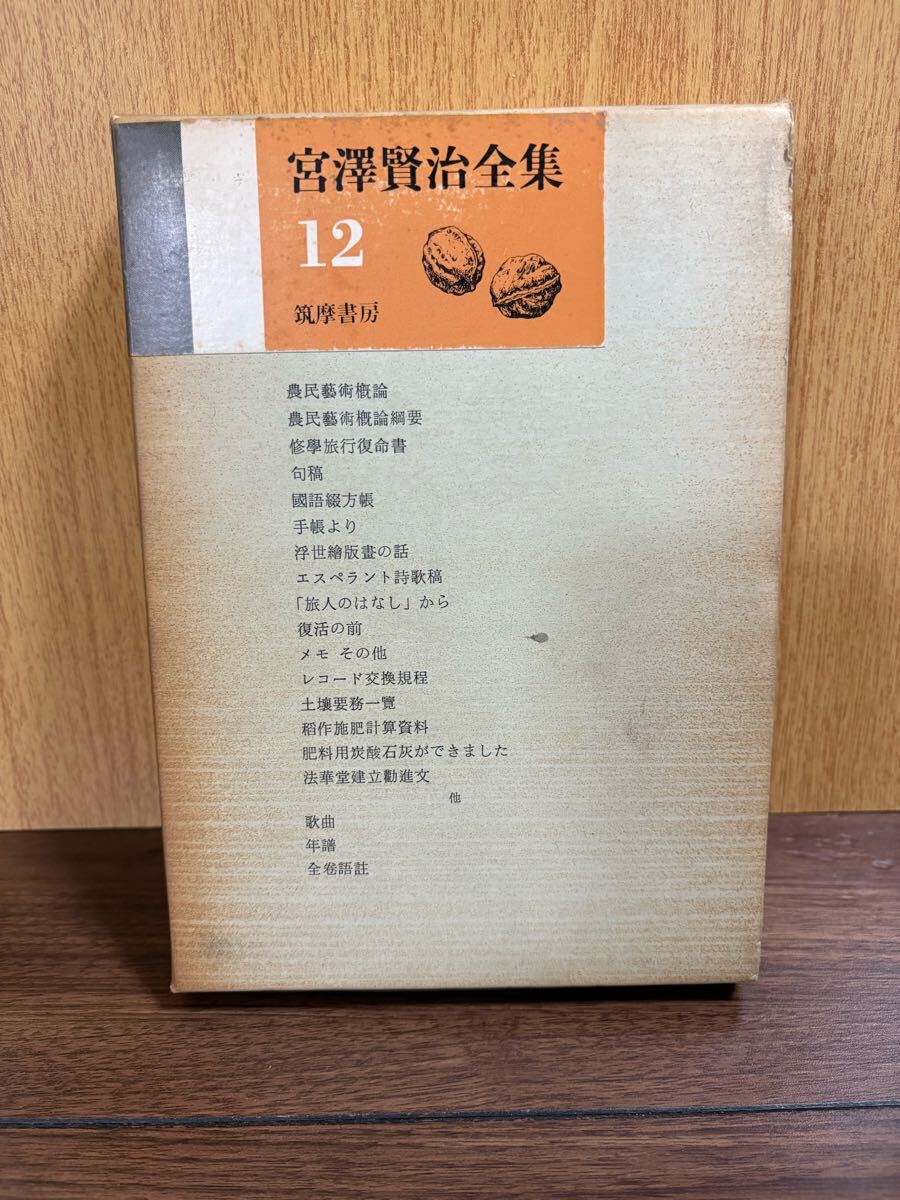 宮澤賢治全集
12
筑摩書房
農民藝術概論
農民藝術概論綱要
修學旅行復命書
句稿
國語綴方帳
手帳より
浮世繪版畫の話
エスペラント詩歌稿
「旅人のはなし」から
復活の前
メモ その他
レコード交換規程
土壤要務一覽
稻作施肥計算資料
肥料用炭酸石灰ができました
法華堂建立勸進文
他
歌曲
年譜
全卷語註